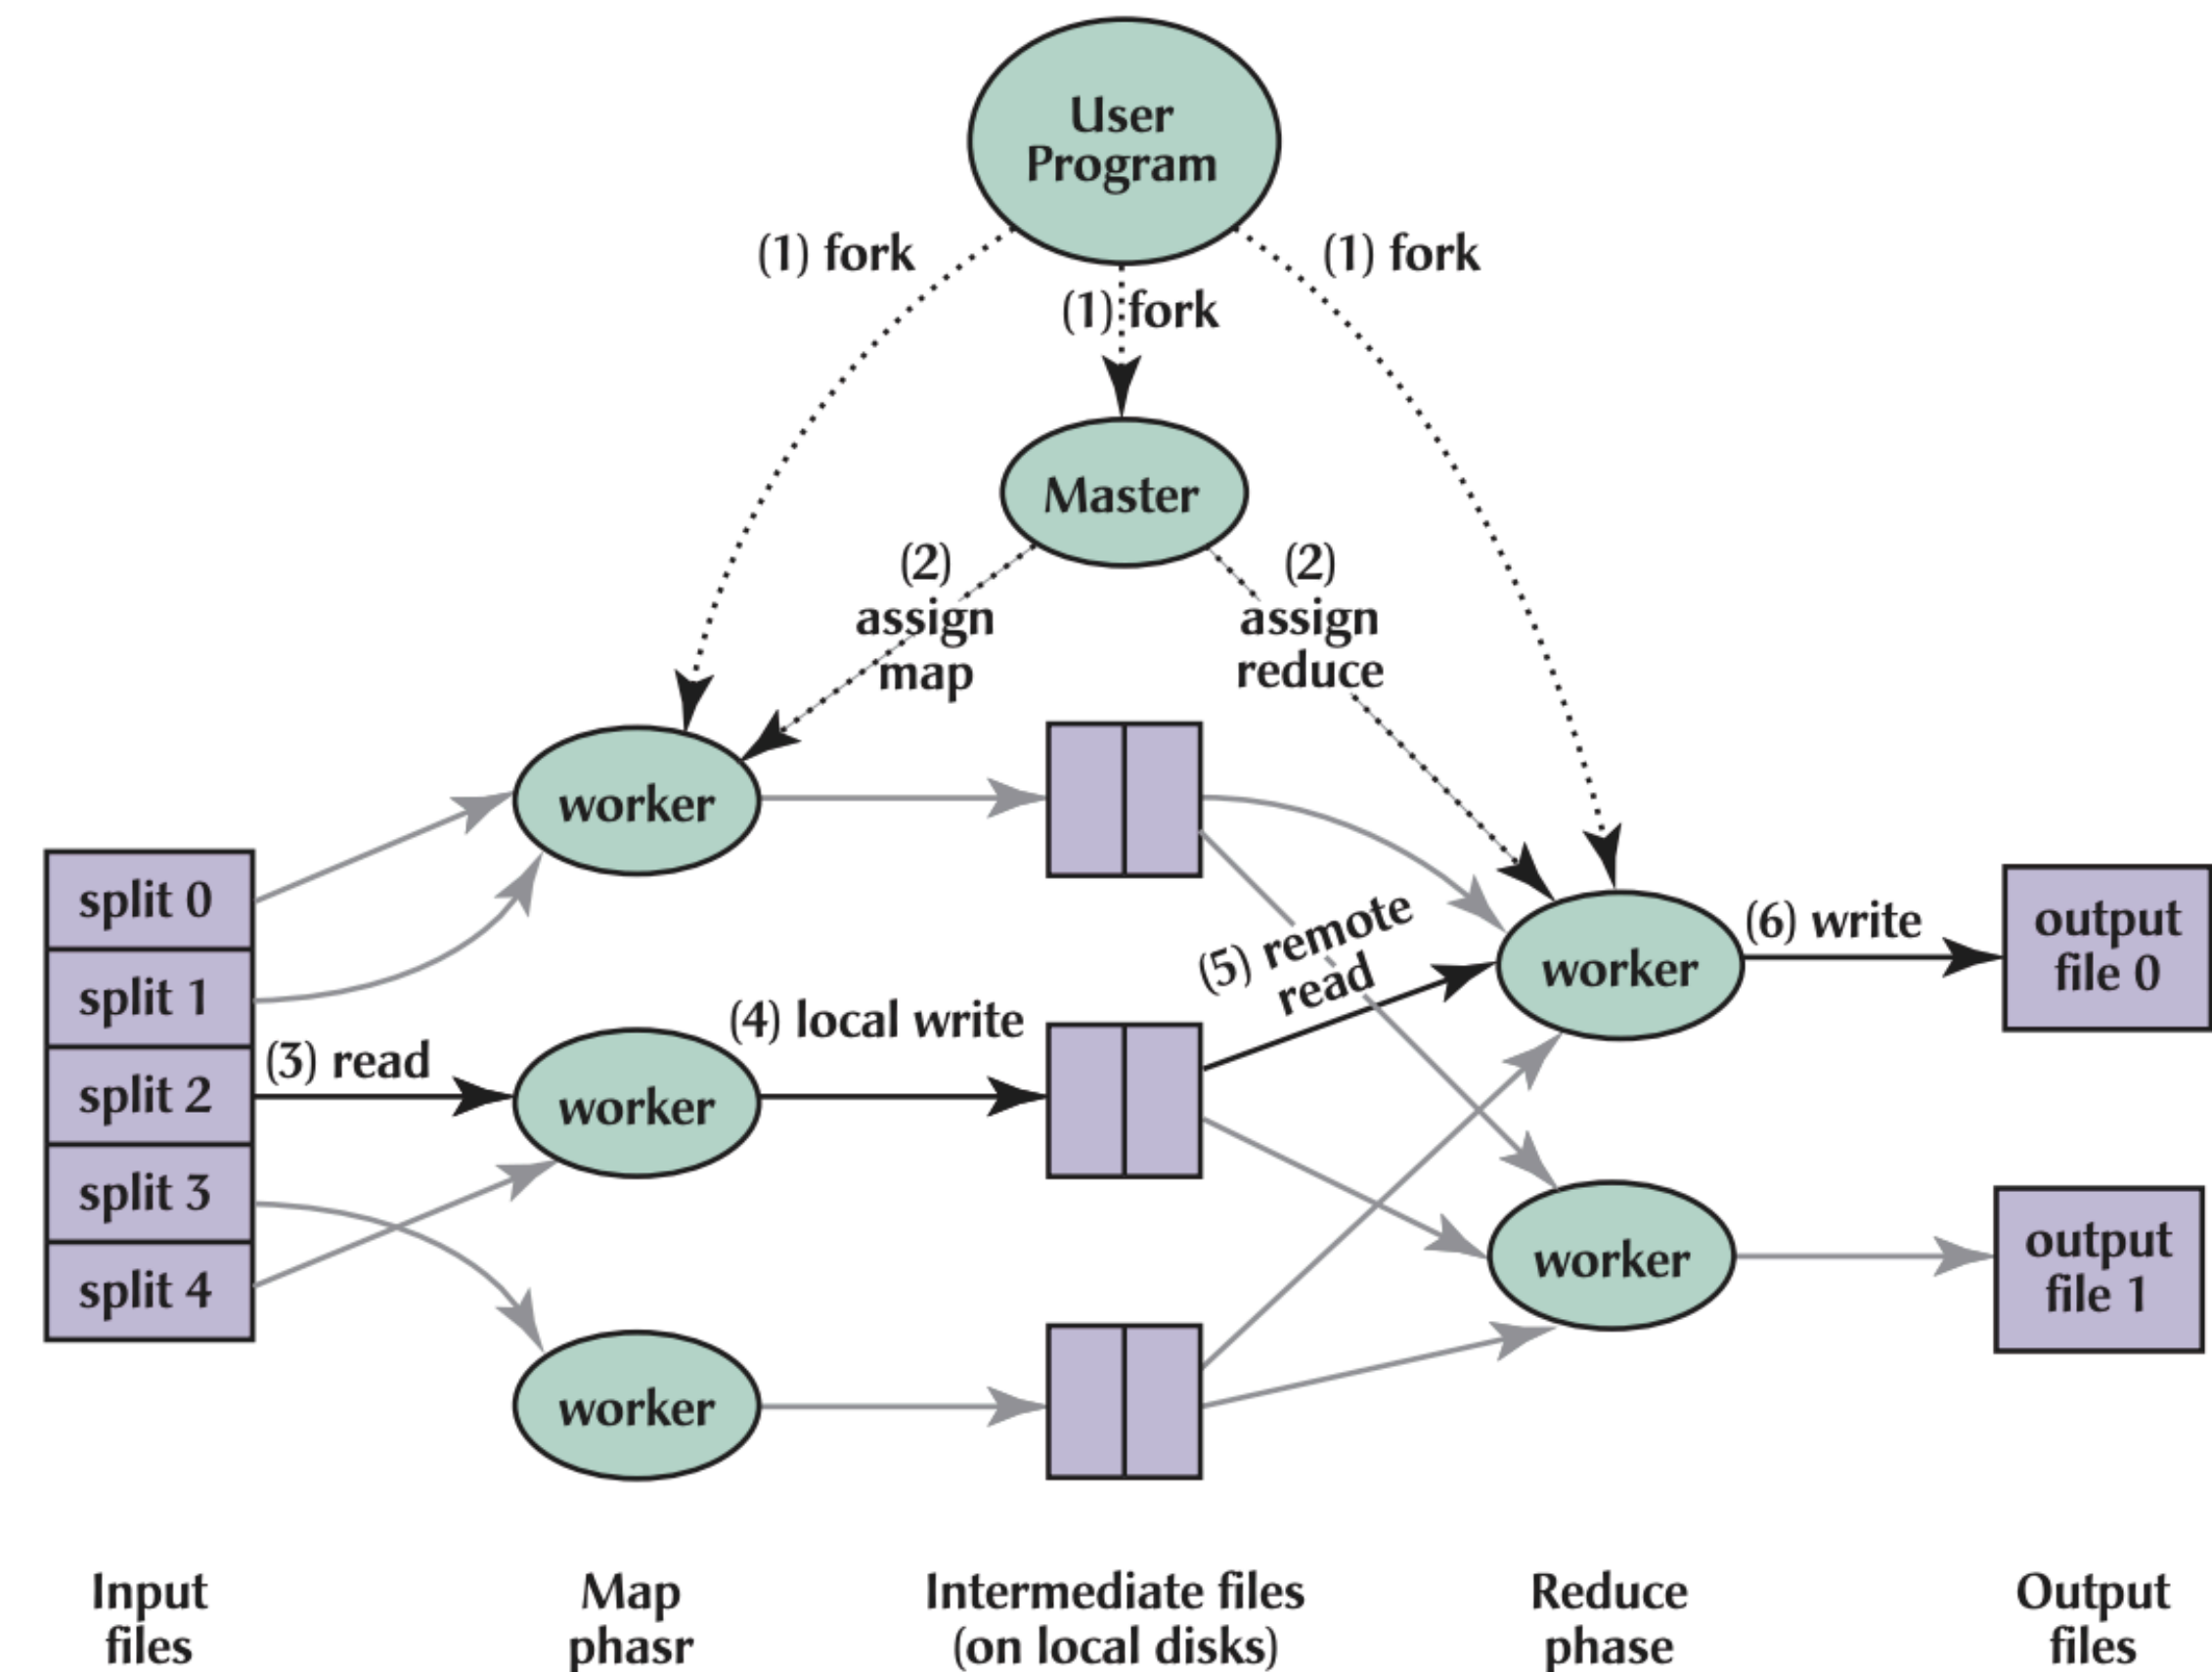 User
Program
(1) fork
(1) fork
(1) fork
Master
(2)
assign
map
(2)
assign
reduce
worker
split 0
split 1
split 2
split 3
split 4
(3) read
worker
(4) local write
worker
(5) remote
read
worker
(6) write
output
file 0
worker
output
file 1
Input
files
Map
phasr
Intermediate files
(on local disks)
Reduce
phase
Output
files